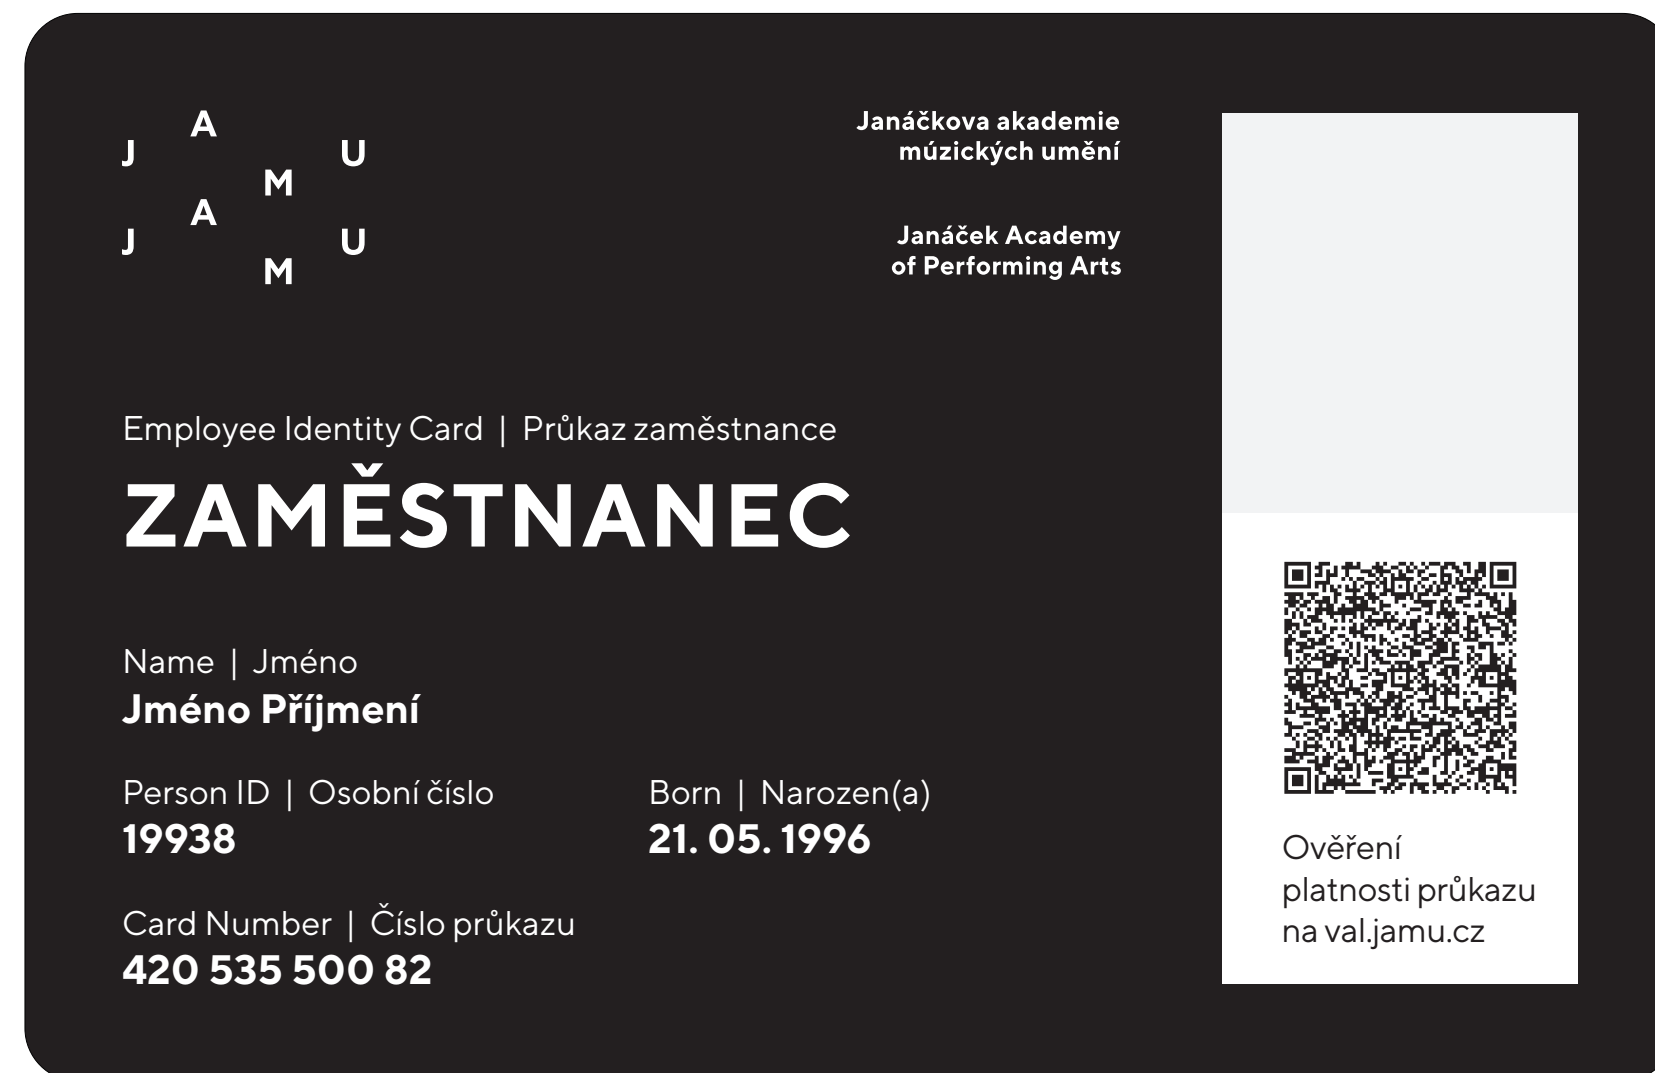 J A M U
J A M U
Janáčkova akademie
múzických umění
Janáček Academy
of Performing Arts
Employee Identity Card | Průkaz zaměstnance
ZAMĚSTNANEC
Name | Jméno
Jméno Příjmení
Person ID | Osobní číslo
19938
Born | Narozen(a)
21. 05. 1996
Card Number | Číslo průkazu
420 535 500 82
Ověření
platnosti průkazu
na val.jamu.cz